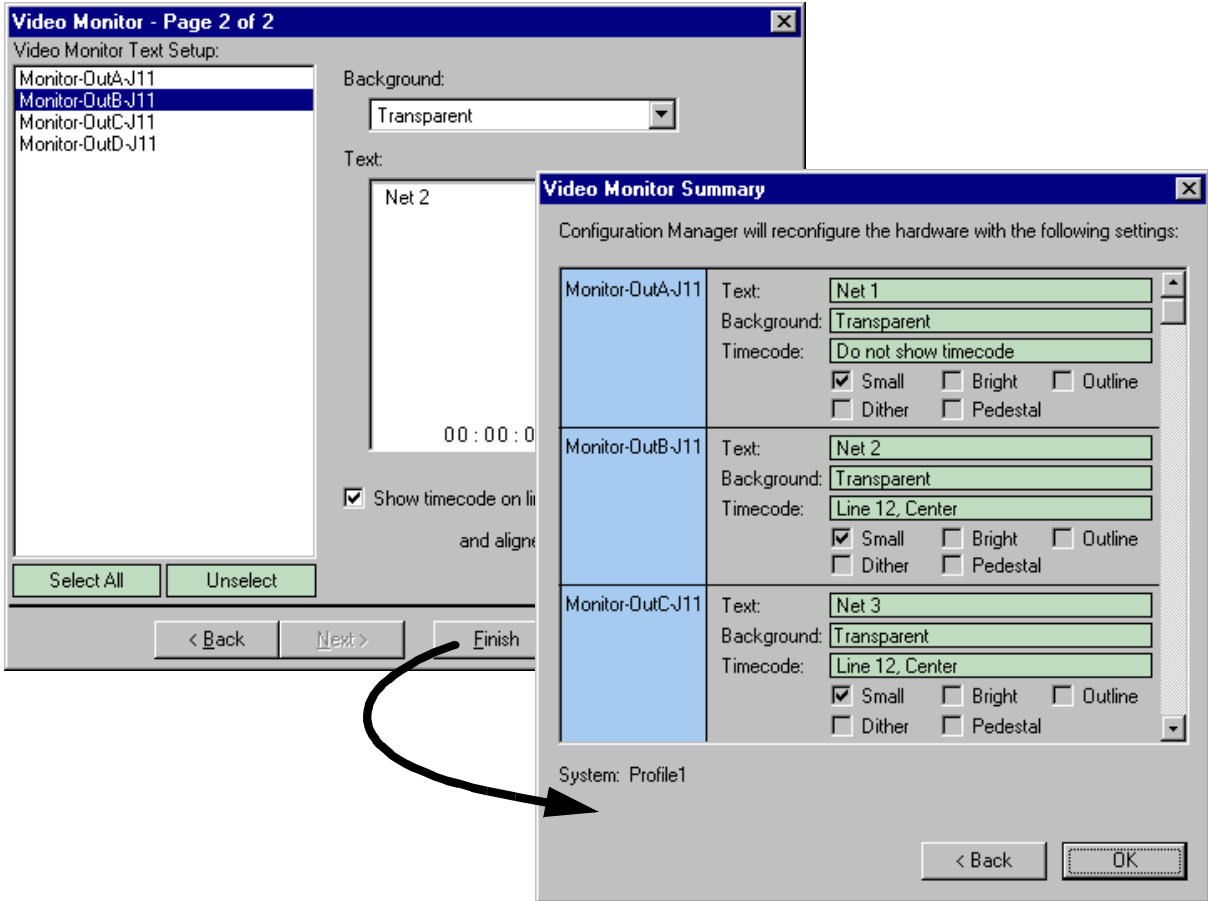 Video Monitor - Page 2 of 2
Video Monitor Text Setup:
Monitor-OutA-J11
Monitor-OutB-J11
Monitor-OutC-J11
Monitor-OutD-J11
Select All
Unselect
Background:
Transparent
Text:
Net 2
00 : 00 : 0
Show timecode on li
and aligne
< Back
Next >
Finish
Video Monitor Summary
Configuration Manager will reconfigure the hardware with the following settings:
Monitor-OutA-J11
Text: Net 1
Background: Transparent
Timecode: Do not show timecode
Small Bright Outline
Dither Pedestal
Monitor-OutB-J11
Text: Net 2
Background: Transparent
Timecode: Line 12, Center
Small Bright Outline
Dither Pedestal
Monitor-OutC-J11
Text: Net 3
Background: Transparent
Timecode: Line 12, Center
Small Bright Outline
Dither Pedestal
System: Profile1
< Back
OK